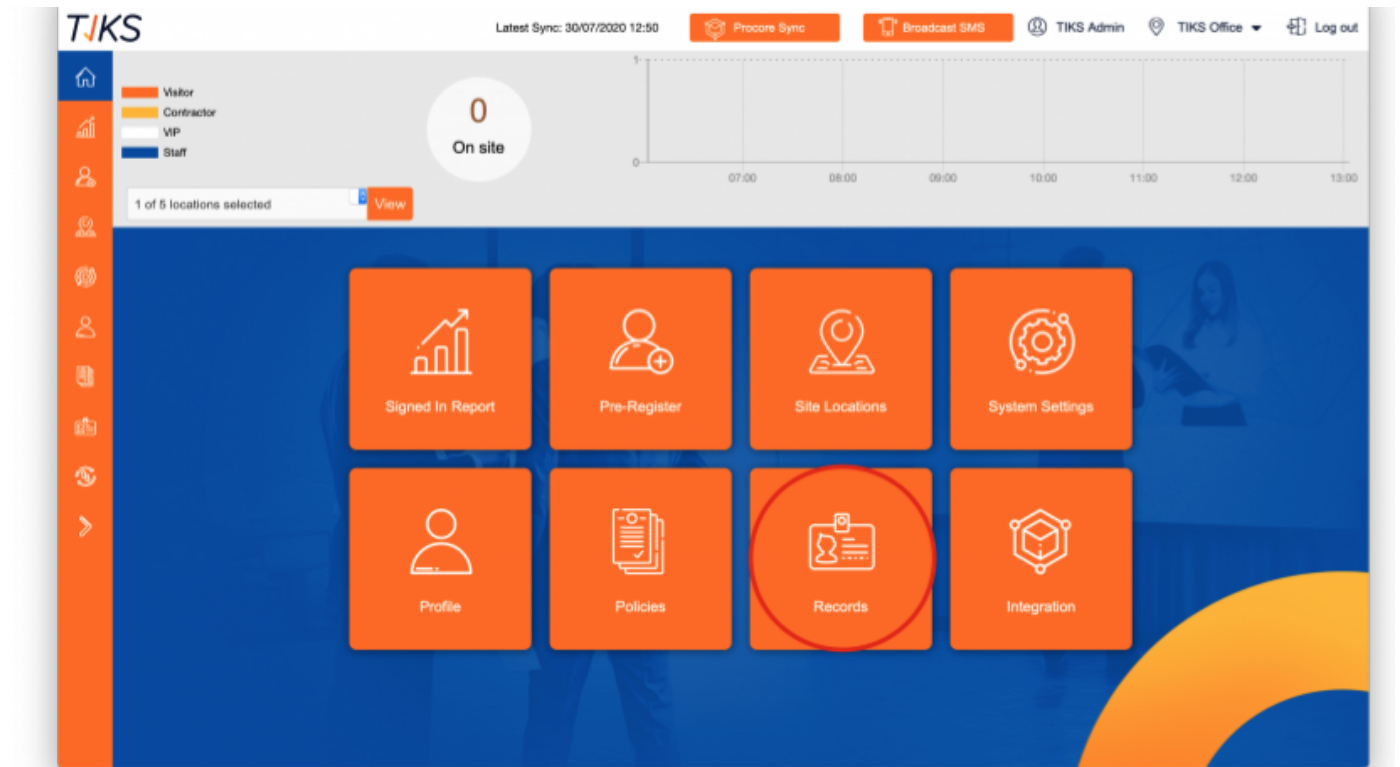 TIKS
Latest Sync: 30/07/2020 12:50
Procore Sync
Broadcast SMS
TIKS Admin
TIKS Office
Log out
Visitor
Contractor
VIP
Staff
0
On site
1
0
07:00 08:00 09:00 10:00 11:00 12:00 13:00
1 of 5 locations selected
View
Signed In Report
Pre-Register
Site Locations
System Settings
Profile
Policies
Records
Integration